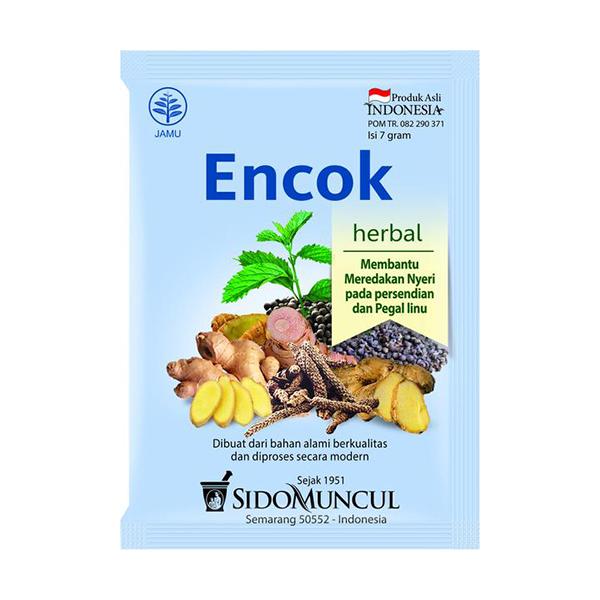 JAMU
Produk Asli
INDONESIA
POM TR. 082 290 371
Isi 7 gram
Encok
herbal
Membantu
Meredakan Nyeri
pada persendian
dan Pegal linu
Dibuat dari bahan alami berkualitas
dan diproses secara modern
Sejak 1951
SIDOMUNCUL
Semarang 50552 - Indonesia